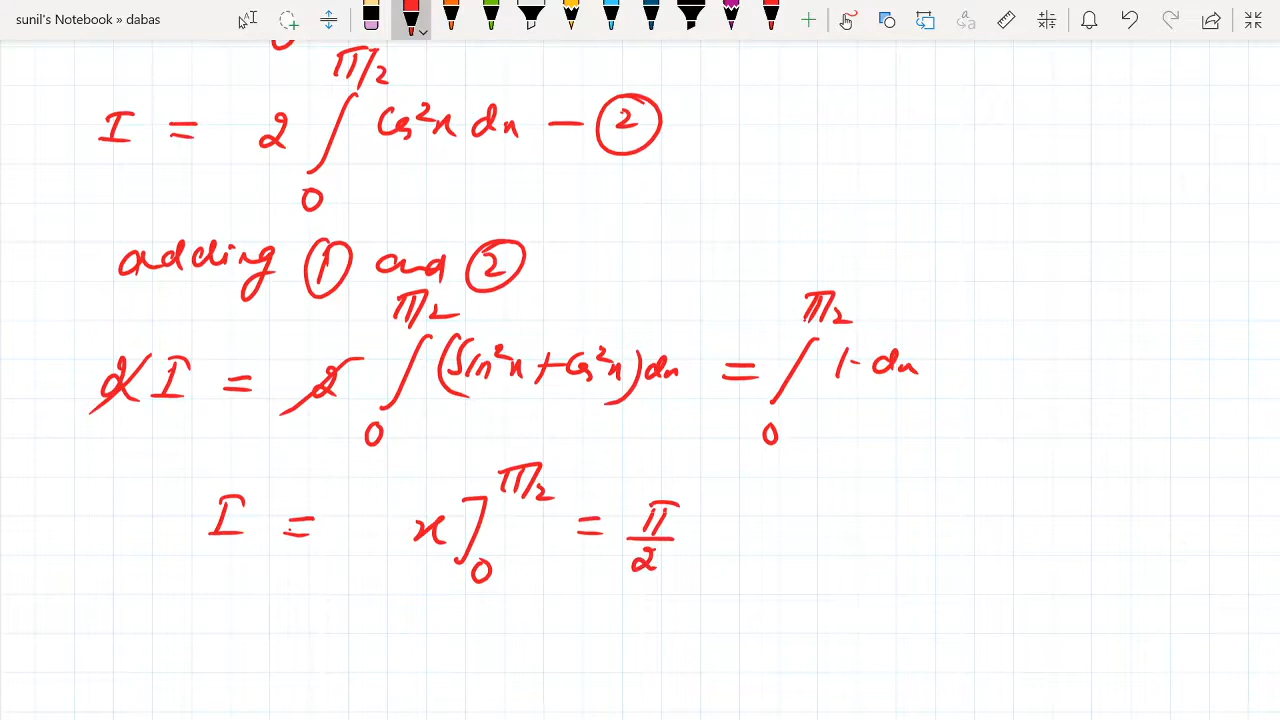 sunil's Notebook » dabas
π/2
I = 2 ∫ cos²x dx — ②
0
adding ① and ②
π/2 π/2
2I = 2 ∫ (sin²x + cos²x) dx = ∫ 1· dx
0 0
I = x]₀^π/2 = π/2